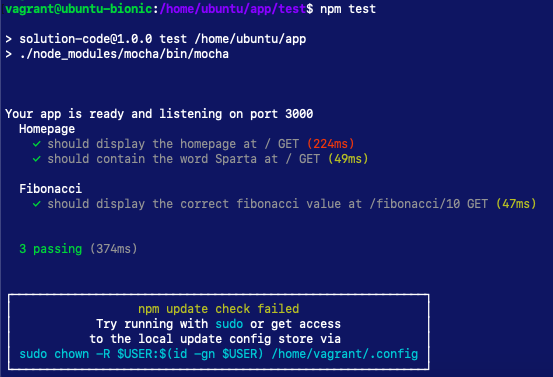 vagrant@ubuntu-bionic:/home/ubuntu/app/test$ npm test
> solution-code@1.0.0 test /home/ubuntu/app
> ./node_modules/mocha/bin/mocha
Your app is ready and listening on port 3000
Homepage
✓ should display the homepage at / GET (224ms)
✓ should contain the word Sparta at / GET (49ms)
Fibonacci
✓ should display the correct fibonacci value at /fibonacci/10 GET (47ms)
3 passing (374ms)
npm update check failed
Try running with sudo or get access
to the local update config store via
sudo chown -R $USER:$(id -gn $USER) /home/vagrant/.config